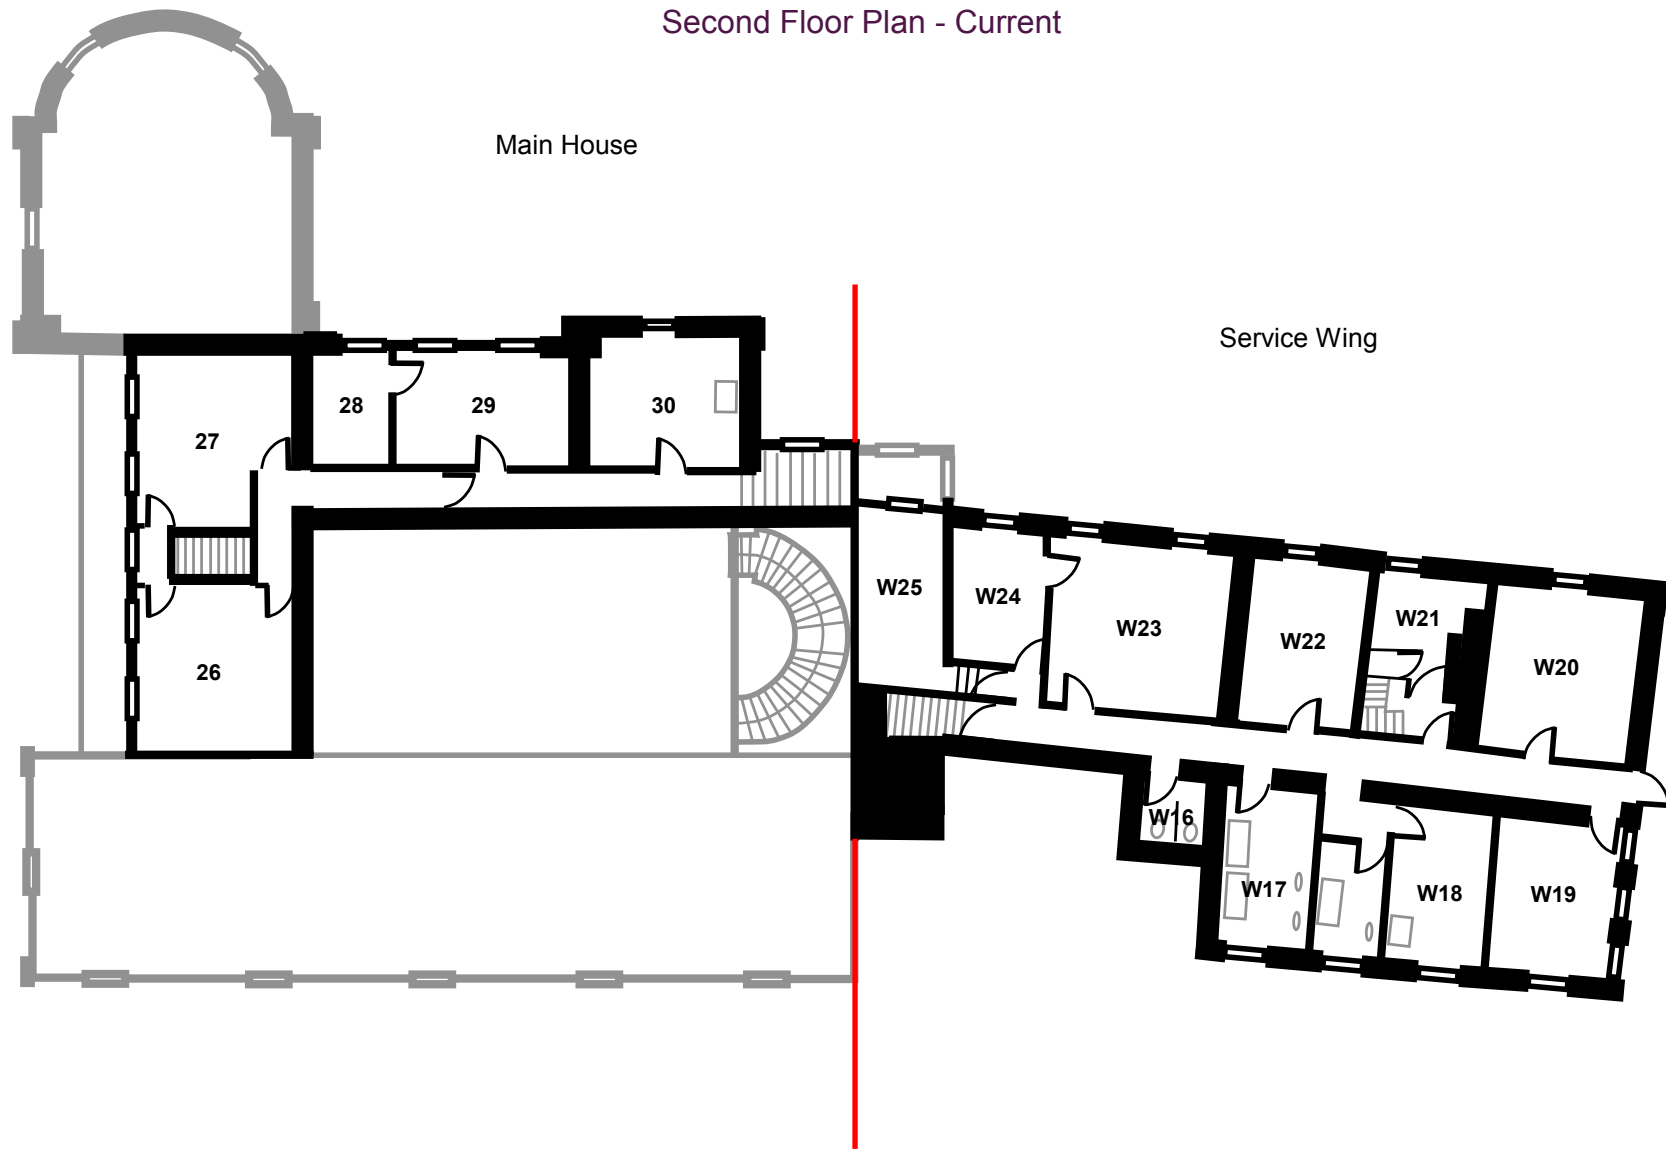 Second Floor Plan - Current
Main House
Service Wing
28
29
30
27
26
W25
W24
W23
W22
W21
W20
W16
W17
W18
W19